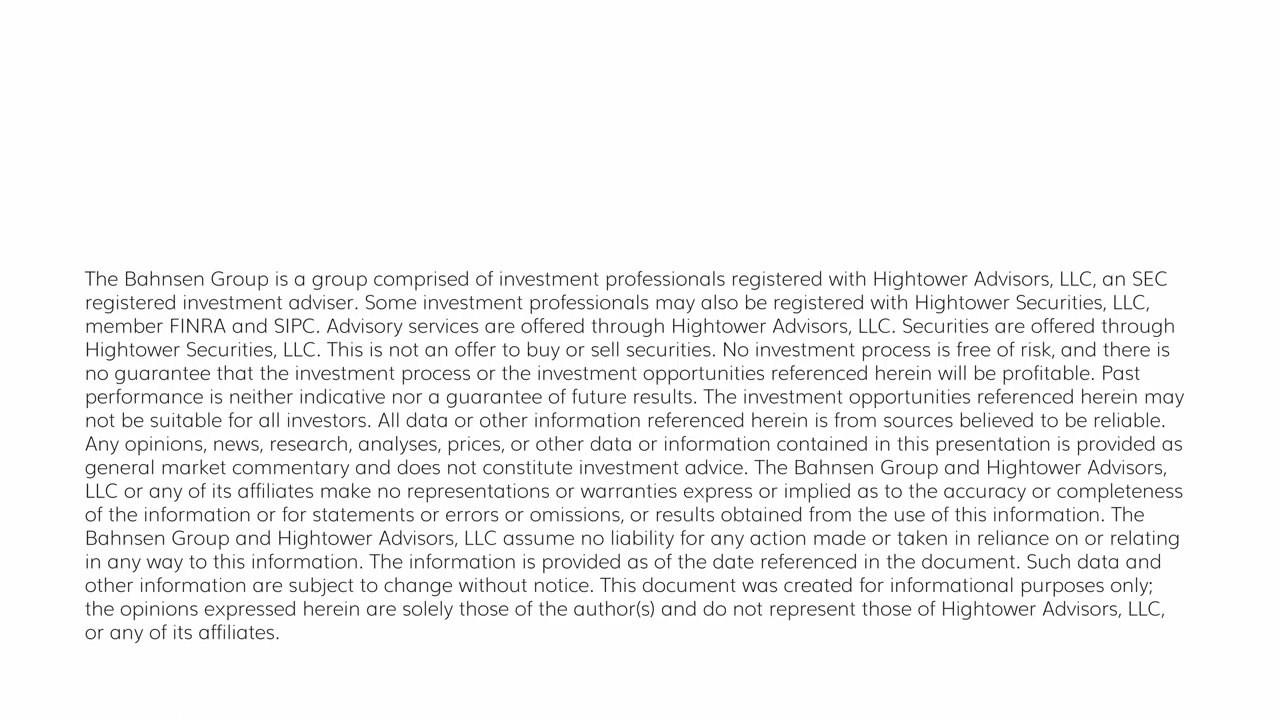 The Bahnsen Group is a group comprised of investment professionals registered with Hightower Advisors, LLC, an SEC
registered investment adviser. Some investment professionals may also be registered with Hightower Securities, LLC,
member FINRA and SIPC. Advisory services are offered through Hightower Advisors, LLC. Securities are offered through
Hightower Securities, LLC. This is not an offer to buy or sell securities. No investment process is free of risk, and there is
no guarantee that the investment process or the investment opportunities referenced herein will be profitable. Past
performance is neither indicative nor a guarantee of future results. The investment opportunities referenced herein may
not be suitable for all investors. All data or other information referenced herein is from sources believed to be reliable.
Any opinions, news, research, analyses, prices, or other data or information contained in this presentation is provided as
general market commentary and does not constitute investment advice. The Bahnsen Group and Hightower Advisors,
LLC or any of its affiliates make no representations or warranties express or implied as to the accuracy or completeness
of the information or for statements or errors or omissions, or results obtained from the use of this information. The
Bahnsen Group and Hightower Advisors, LLC assume no liability for any action made or taken in reliance on or relating
in any way to this information. The information is provided as of the date referenced in the document. Such data and
other information are subject to change without notice. This document was created for informational purposes only;
the opinions expressed herein are solely those of the author(s) and do not represent those of Hightower Advisors, LLC,
or any of its affiliates.